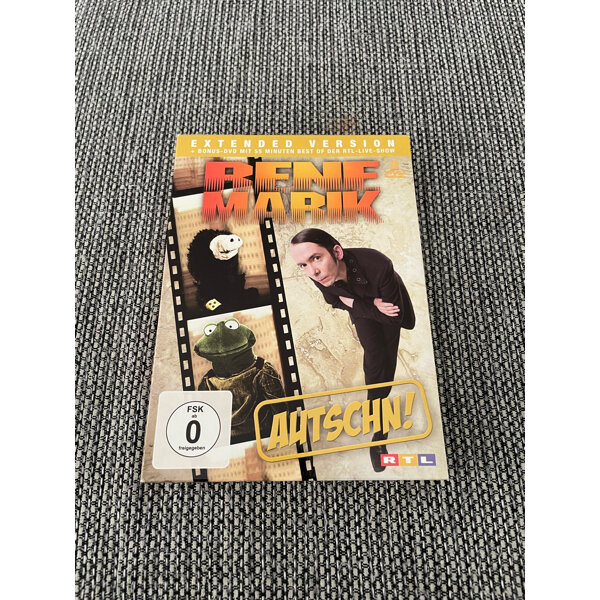 EXTENDED VERSION
+ BONUS-DVD MIT 55 MINUTEN BEST OF DER RTL-LIVE-SHOW
RENE
MARIK
FSK
ab
0
freigegeben
AUTSCHN!
RTL